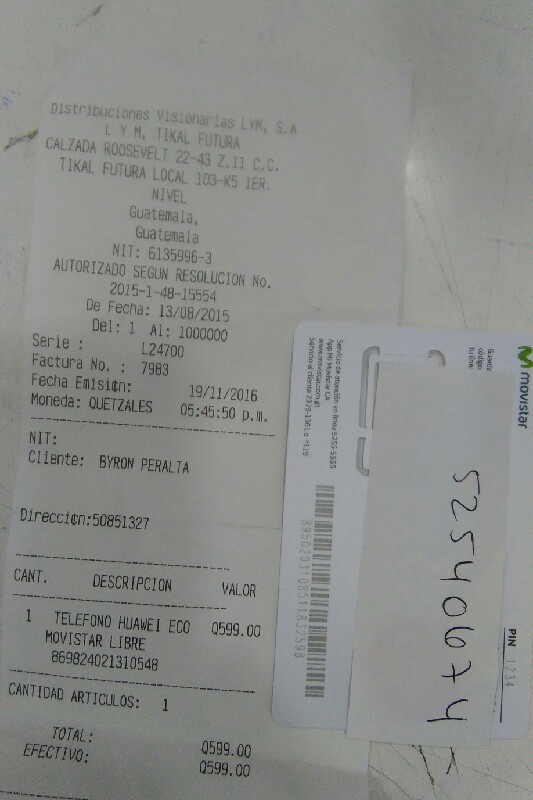 Distribuciones Visionarias LYM, S.A
L Y M, TIKAL FUTURA
CALZADA ROOSEVELT 22-43 Z.11 C.C.
TIKAL FUTURA LOCAL 103-K5 1ER.
NIVEL
Guatemala,
Guatemala
NIT: 6135996-3
AUTORIZADO SEGUN RESOLUCION No.
2015-1-48-15554
De Fecha: 13/08/2015
Del: 1 Al: 1000000
Serie : L24700
Factura No. : 7983
Fecha Emision: 19/11/2016
Moneda: QUETZALES 05:45:50 p.m.
NIT:
Cliente: BYRON PERALTA
Direccion:50851327
CANT. DESCRIPCION VALOR
1 TELEFONO HUAWEI ECO Q599.00
MOVISTAR LIBRE
869824021310548
CANTIDAD ARTICULOS: 1
TOTAL: Q599.00
EFECTIVO: Q599.00
movistar
Guarda
código
tu línea
Servicio de atención en línea 5255-5555
App Mi Movistar CA
www.movistar.com.gt
Servicio al cliente 2379-1301 o *119
52540674
PIN 1234